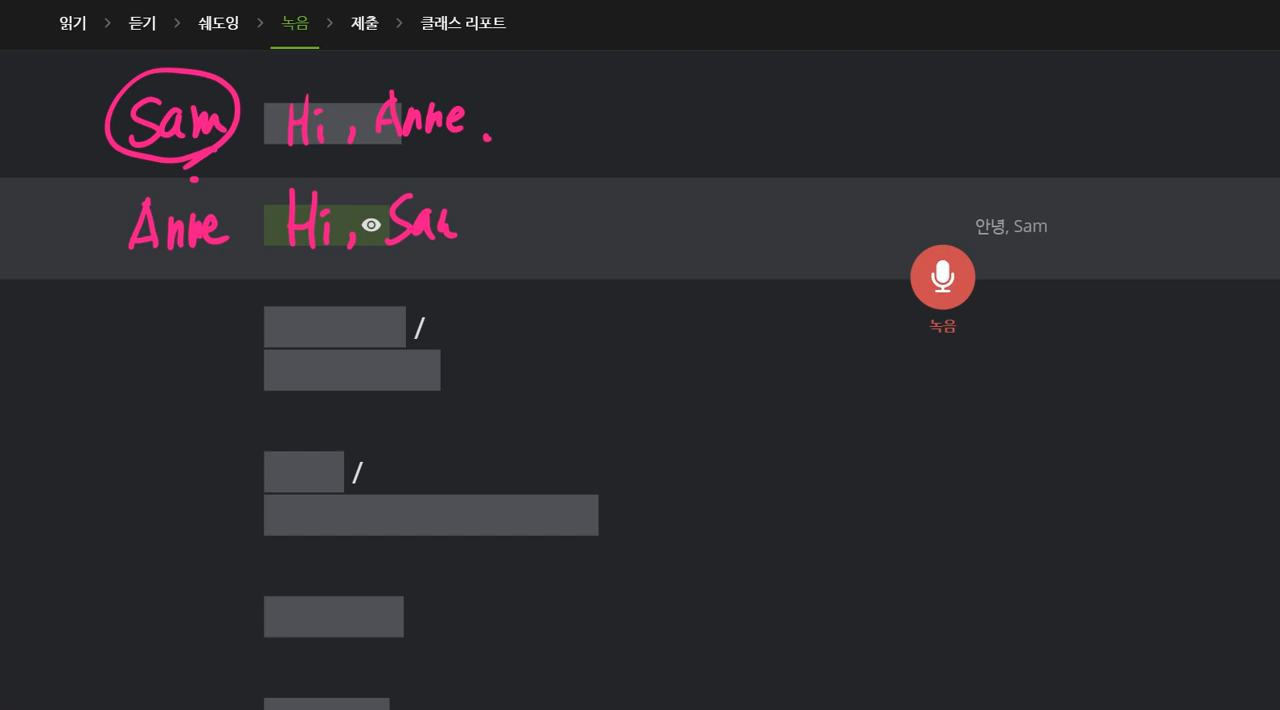 읽기 > 듣기 > 쉐도잉 > 녹음 > 제출 > 클래스 리포트
Sam Hi, Anne.
Anne Hi, Sam
안녕, Sam
녹음
/
/